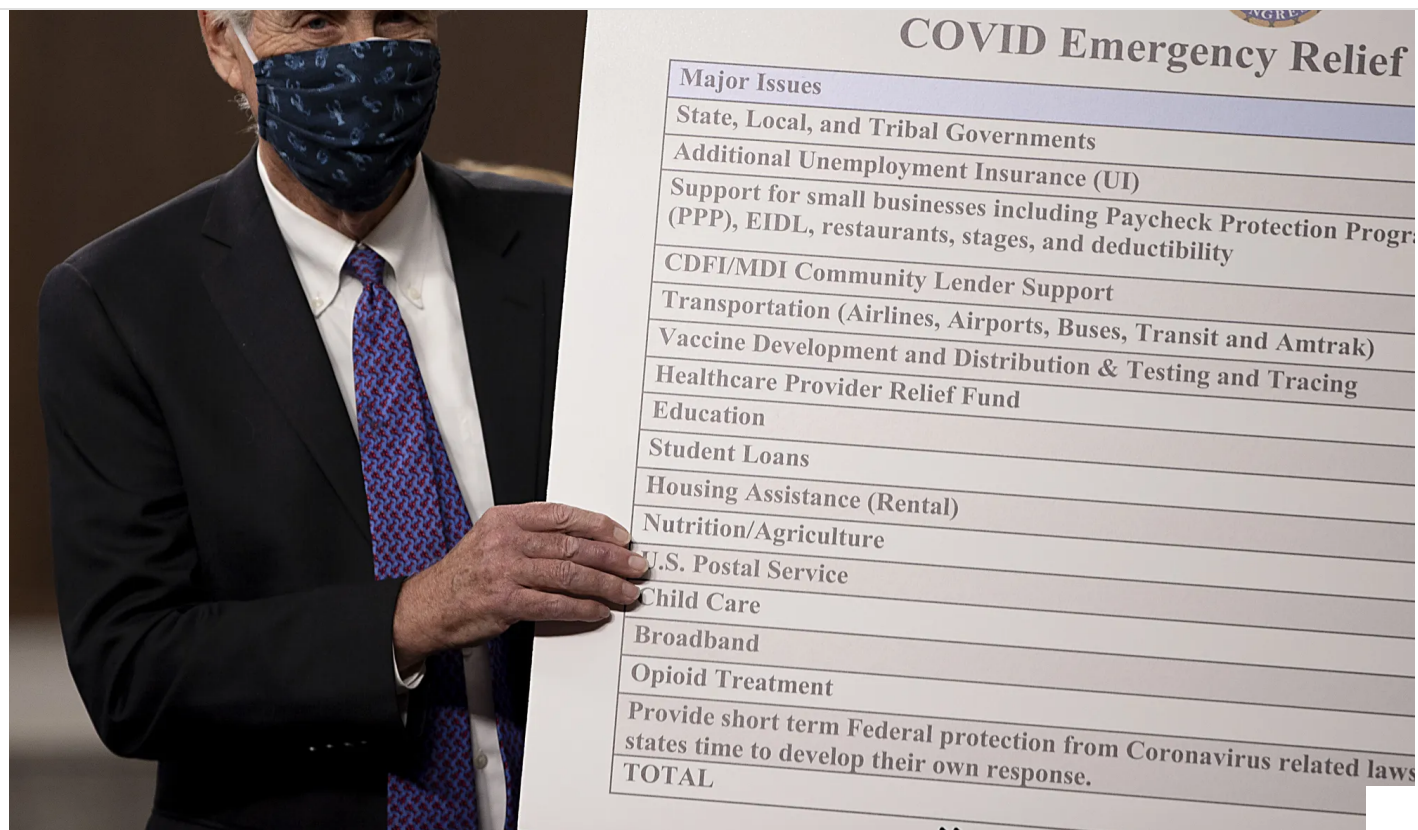 NGRE
COVID Emergency Relief
Major Issues
State, Local, and Tribal Governments
Additional Unemployment Insurance (UI)
Support for small businesses including Paycheck Protection Progr
(PPP), EIDL, restaurants, stages, and deductibility
CDFI/MDI Community Lender Support
Transportation (Airlines, Airports, Buses, Transit and Amtrak)
Vaccine Development and Distribution & Testing and Tracing
Healthcare Provider Relief Fund
Education
Student Loans
Housing Assistance (Rental)
Nutrition/Agriculture
U.S. Postal Service
Child Care
Broadband
Opioid Treatment
Provide short term Federal protection from Coronavirus related laws
states time to develop their own response.
TOTAL